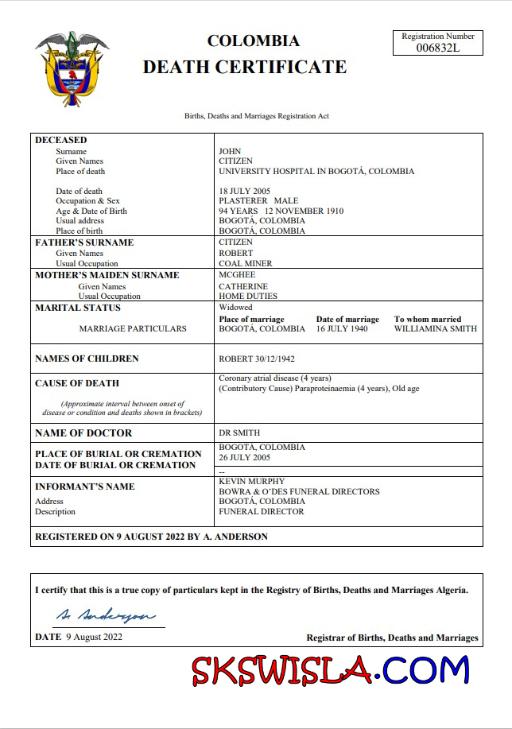 COLOMBIA
DEATH CERTIFICATE
Registration Number
006832L
Births, Deaths and Marriages Registration Act
DECEASED
Surname JOHN
Given Names CITIZEN
Place of death UNIVERSITY HOSPITAL IN BOGOTÁ, COLOMBIA
Date of death 18 JULY 2005
Occupation & Sex PLASTERER MALE
Age & Date of Birth 94 YEARS 12 NOVEMBER 1910
Usual address BOGOTÁ, COLOMBIA
Place of birth BOGOTÁ, COLOMBIA
FATHER'S SURNAME CITIZEN
Given Names ROBERT
Usual Occupation COAL MINER
MOTHER'S MAIDEN SURNAME MCGHEE
Given Names CATHERINE
Usual Occupation HOME DUTIES
MARITAL STATUS Widowed
Place of marriage Date of marriage To whom married
MARRIAGE PARTICULARS BOGOTÁ, COLOMBIA 16 JULY 1940 WILLIAMINA SMITH
NAMES OF CHILDREN ROBERT 30/12/1942
CAUSE OF DEATH Coronary atrial disease (4 years)
(Contributory Cause) Paraproteinaemia (4 years), Old age
(Approximate interval between onset of
disease or condition and deaths shown in brackets)
NAME OF DOCTOR DR SMITH
PLACE OF BURIAL OR CREMATION BOGOTÁ, COLOMBIA
DATE OF BURIAL OR CREMATION 26 JULY 2005
--
INFORMANT'S NAME KEVIN MURPHY
BOWRA & O'DES FUNERAL DIRECTORS
Address BOGOTÁ, COLOMBIA
Description FUNERAL DIRECTOR
REGISTERED ON 9 AUGUST 2022 BY A. ANDERSON
I certify that this is a true copy of particulars kept in the Registry of Births, Deaths and Marriages Algeria.
A. Anderson
DATE 9 August 2022
Registrar of Births, Deaths and Marriages
SKSWISLA.COM